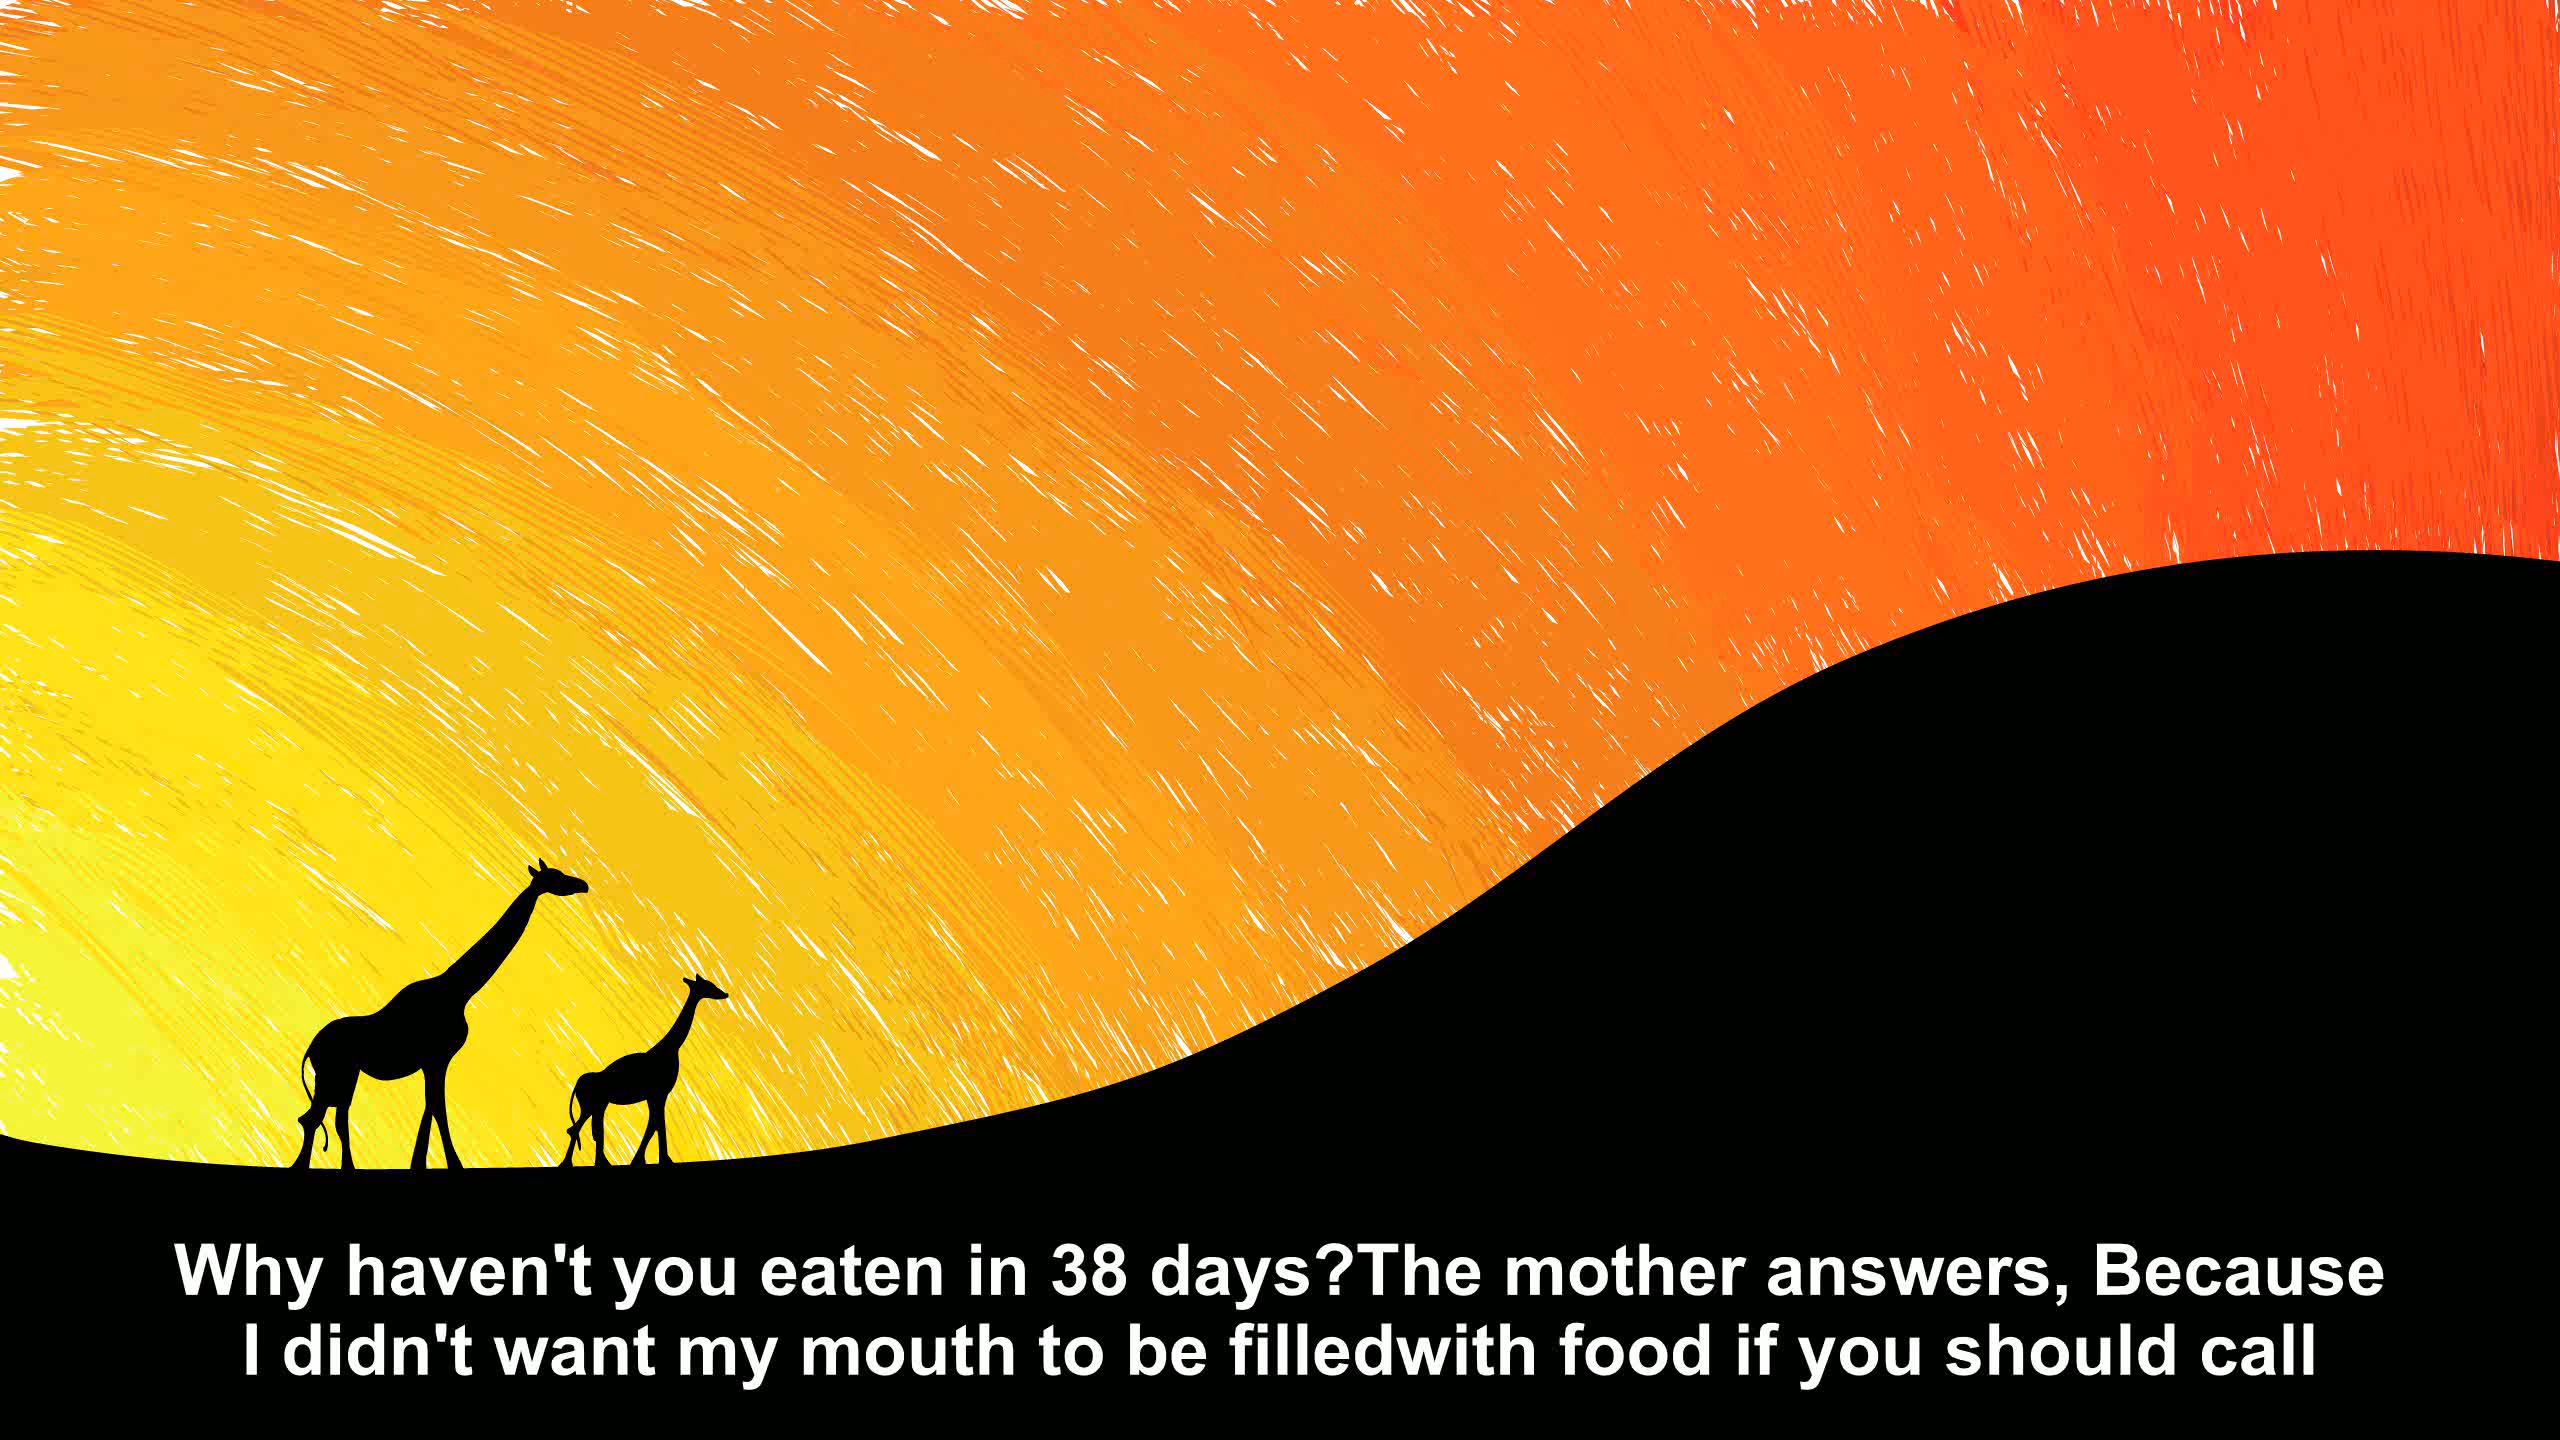 Why haven't you eaten in 38 days?The mother answers, Because
I didn't want my mouth to be filledwith food if you should call